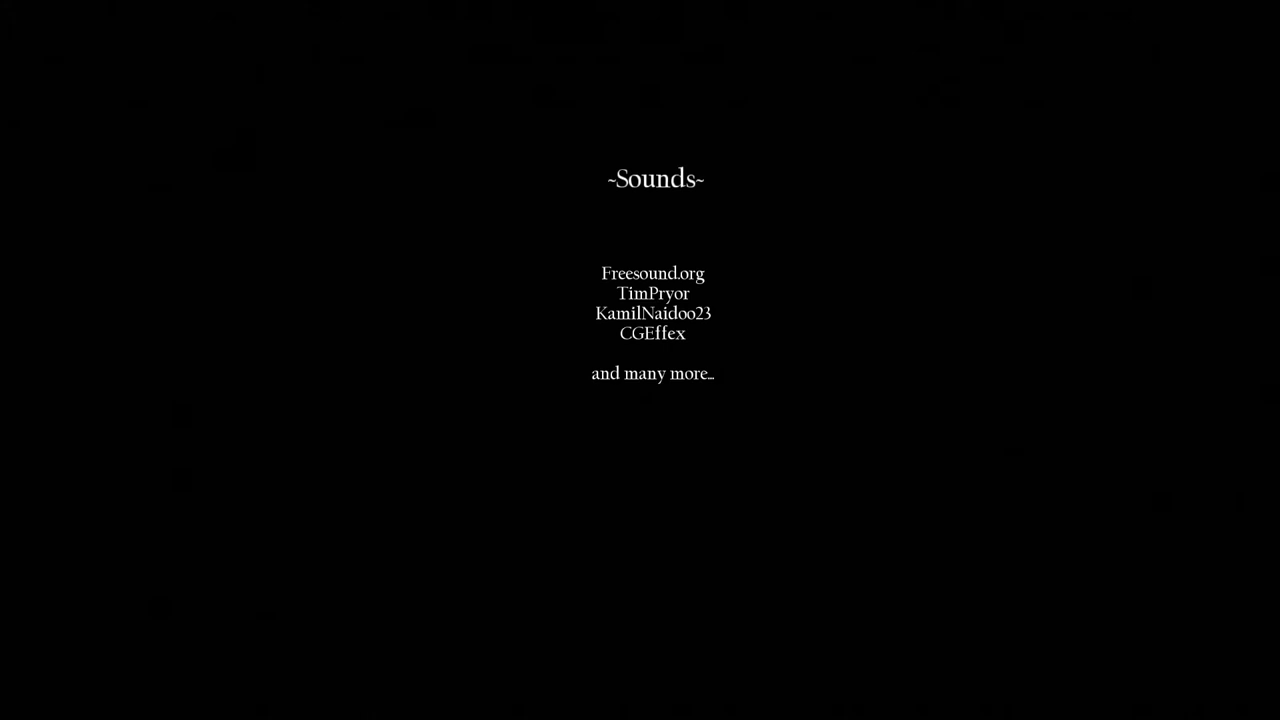 ~Sounds~
Freesound.org
TimPryor
KamilNaidoo23
CGEffex
and many more...